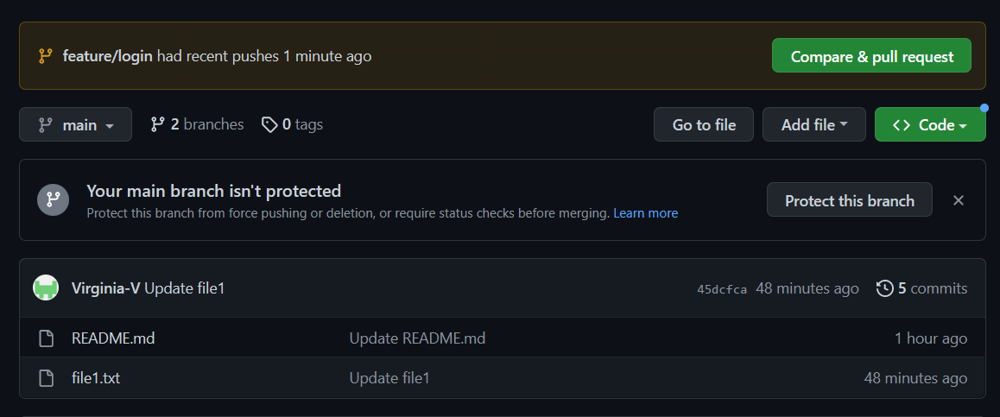 feature/login had recent pushes 1 minute ago Compare & pull request
main 2 branches 0 tags Go to file Add file Code
Your main branch isn't protected
Protect this branch from force pushing or deletion, or require status checks before merging. Learn more
Protect this branch
Virginia-V Update file1 45dcfca 48 minutes ago 5 commits
README.md Update README.md 1 hour ago
file1.txt Update file1 48 minutes ago